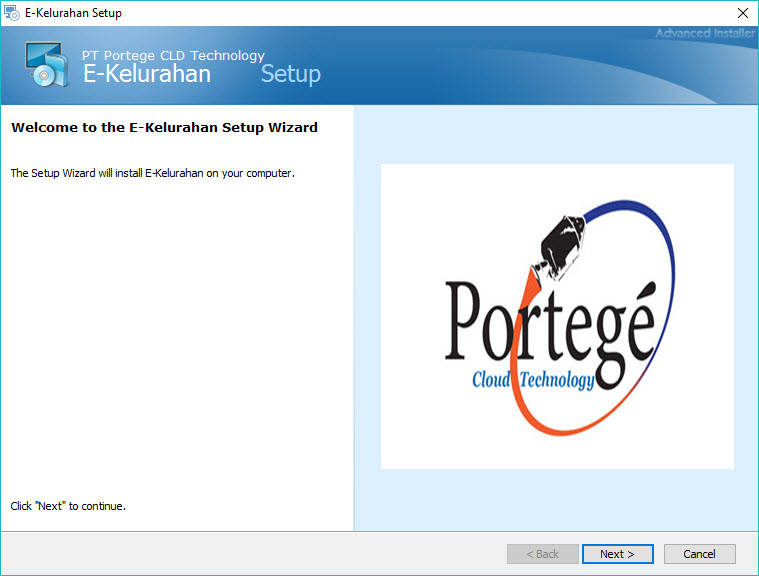 E-Kelurahan Setup
Advanced Installer
PT Portege CLD Technology
E-Kelurahan Setup
Welcome to the E-Kelurahan Setup Wizard
The Setup Wizard will install E-Kelurahan on your computer.
Portegé
Cloud Technology
Click "Next" to continue.
< Back Next > Cancel